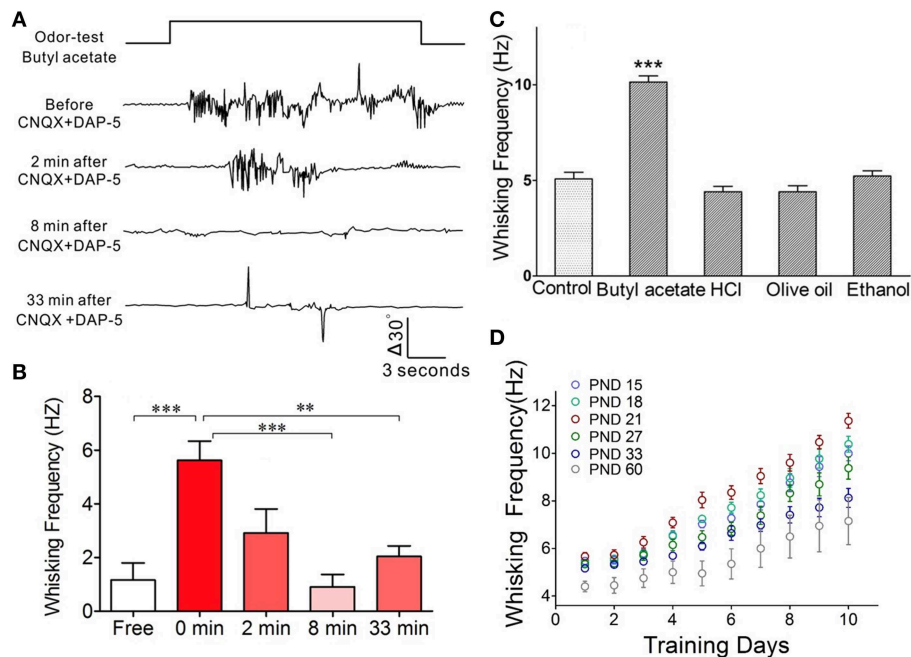 A
Odor-test
Butyl acetate
Before
CNQX+DAP-5
2 min after
CNQX+DAP-5
8 min after
CNQX+DAP-5
33 min after
CNQX +DAP-5
Δ30°
3 seconds
B
Whisking Frequency (HZ)
8
6
4
2
0
***
**
***
Free 0 min 2 min 8 min 33 min
C
Whisking Frequency (Hz)
10
5
0
***
Control Butyl acetate HCl Olive oil Ethanol
D
Whisking Frequency(Hz)
12
10
8
6
4
PND 15
PND 18
PND 21
PND 27
PND 33
PND 60
0 2 4 6 8 10
Training Days